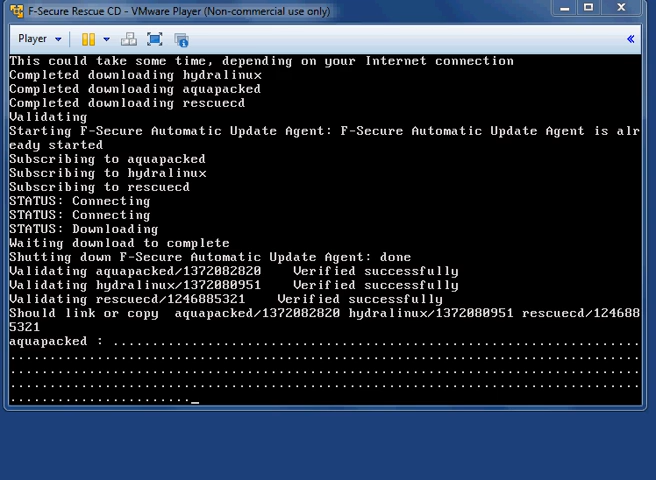 F-Secure Rescue CD - VMware Player (Non-commercial use only)
Player
This could take some time, depending on your Internet connection
Completed downloading hydralinux
Completed downloading aquapacked
Completed downloading rescuecd
Validating
Starting F-Secure Automatic Update Agent: F-Secure Automatic Update Agent is alr
eady started
Subscribing to aquapacked
Subscribing to hydralinux
Subscribing to rescuecd
STATUS: Connecting
STATUS: Connecting
STATUS: Downloading
Waiting download to complete
Shutting down F-Secure Automatic Update Agent: done
Validating aquapacked/1372082820    Verified successfully
Validating hydralinux/1372080951    Verified successfully
Validating rescuecd/1246885321    Verified successfully
Should link or copy  aquapacked/1372082820 hydralinux/1372080951 rescuecd/124688
5321
aquapacked : ...................................................................
................................................................................
................................................................................
................................................................................
......................._